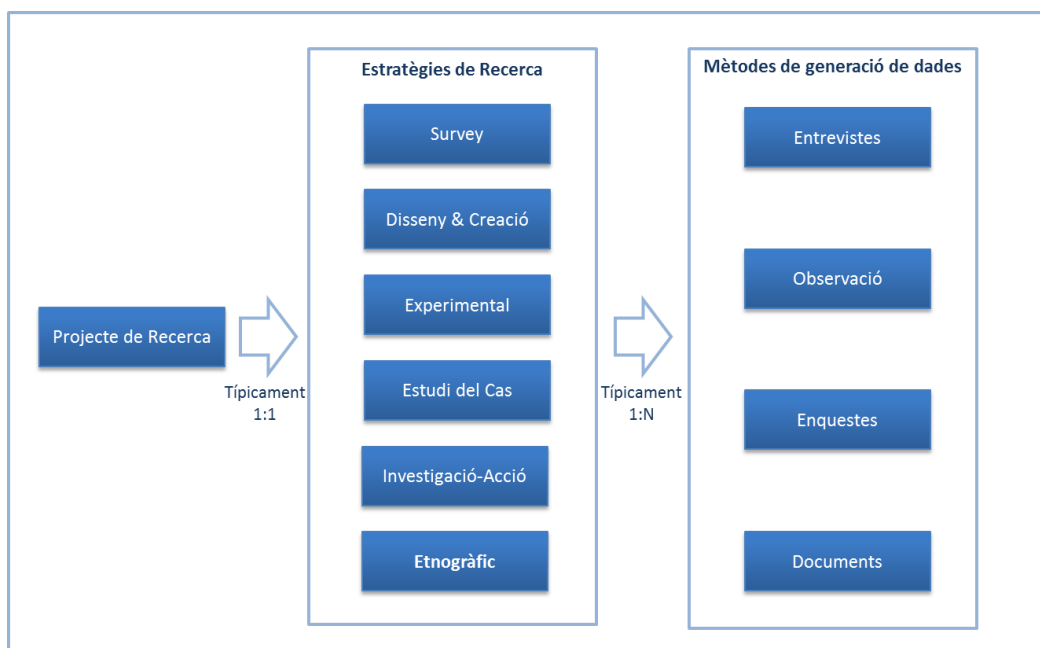 Projecte de Recerca
Típicament
1:1
Estratègies de Recerca
Survey
Disseny & Creació
Experimental
Estudi del Cas
Investigació-Acció
Etnogràfic
Típicament
1:N
Mètodes de generació de dades
Entrevistes
Observació
Enquestes
Documents